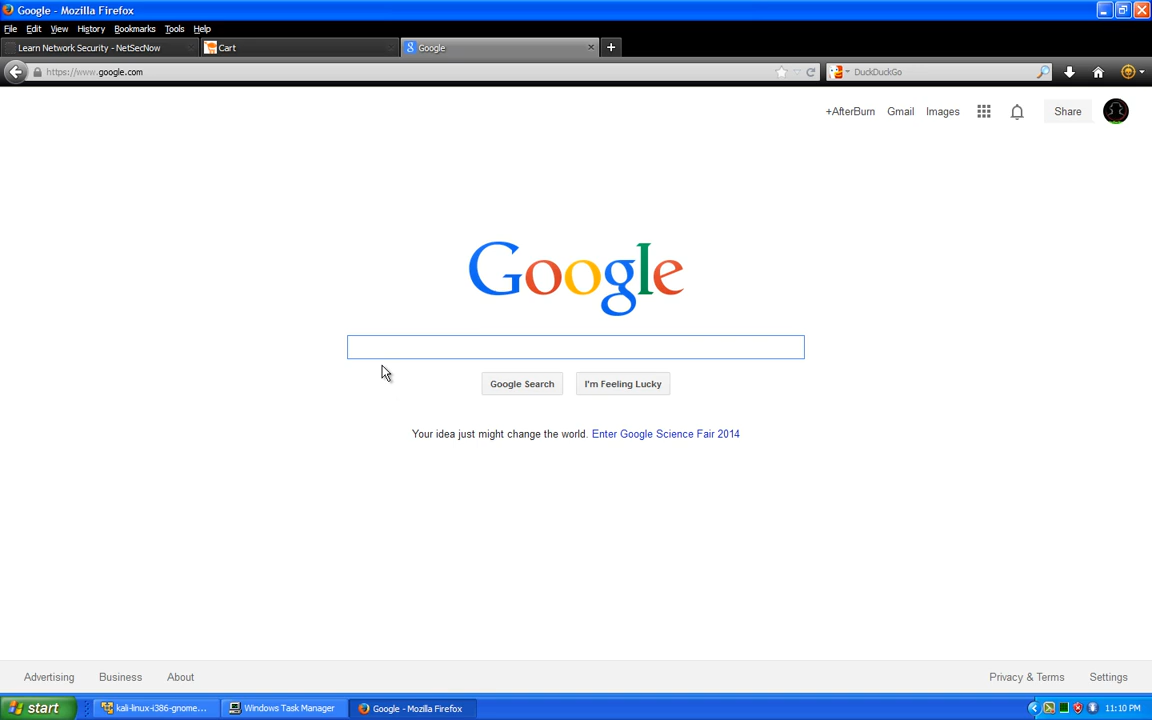 Google - Mozilla Firefox
File Edit View History Bookmarks Tools Help
Learn Network Security - NetSecNow
Cart
Google
https://www.google.com
DuckDuckGo
+AfterBurn Gmail Images Share
Google
Google Search I'm Feeling Lucky
Your idea just might change the world. Enter Google Science Fair 2014
Advertising Business About Privacy & Terms Settings
start kali-linux-i386-gnome... Windows Task Manager Google - Mozilla Firefox 11:10 PM